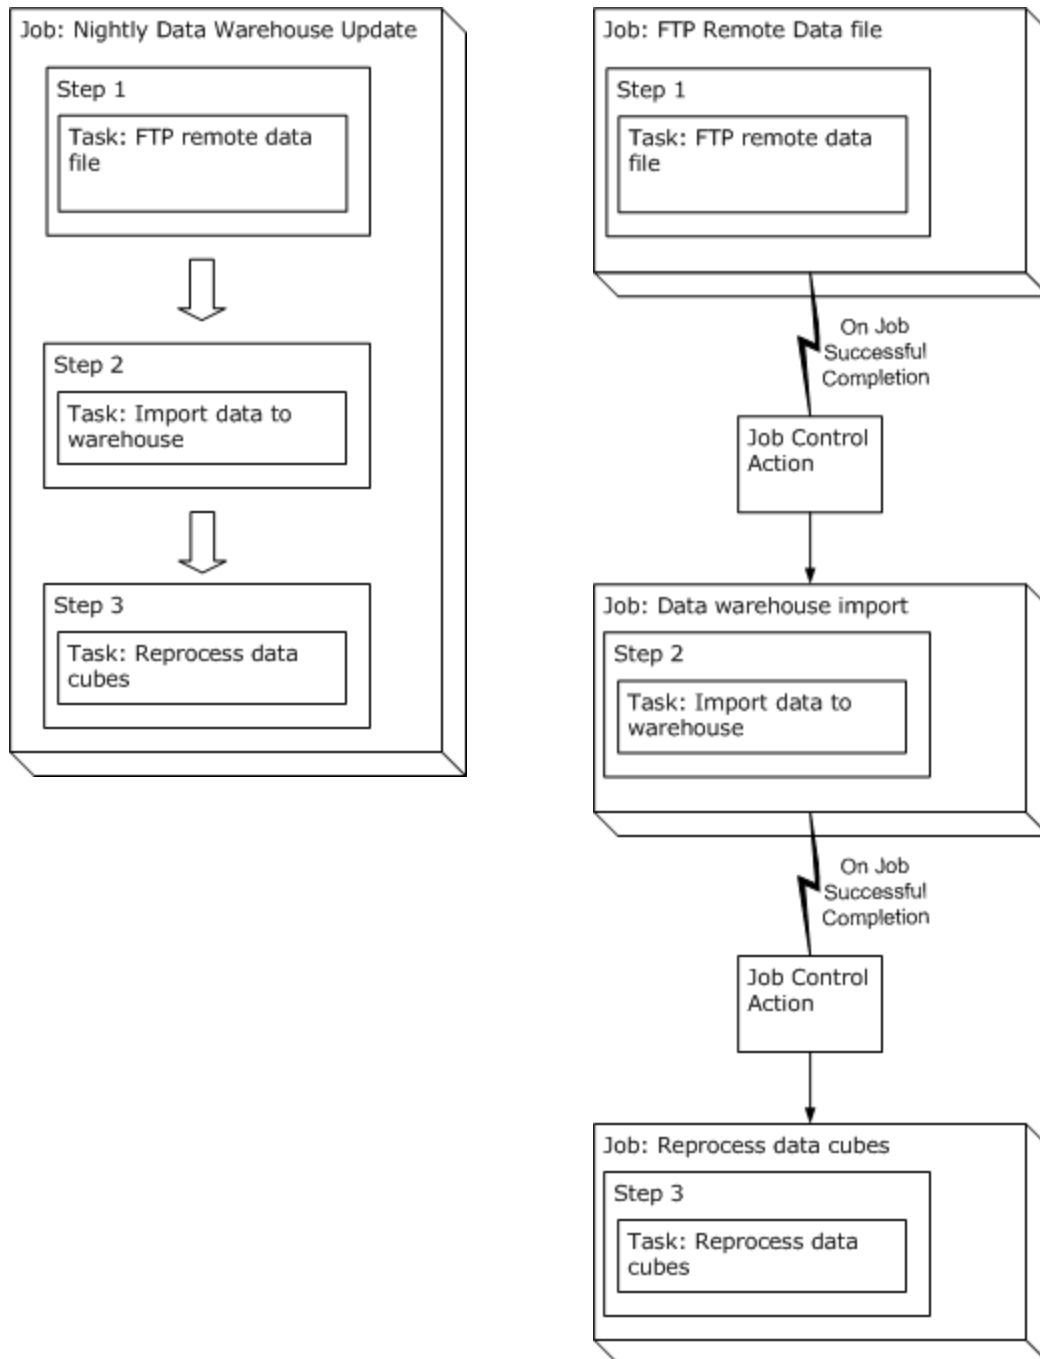 Job: Nightly Data Warehouse Update
Step 1
Task: FTP remote data
file
Step 2
Task: Import data to
warehouse
Step 3
Task: Reprocess data
cubes
Job: FTP Remote Data file
Step 1
Task: FTP remote data
file
On Job
Successful
Completion
Job Control
Action
Job: Data warehouse import
Step 2
Task: Import data to
warehouse
On Job
Successful
Completion
Job Control
Action
Job: Reprocess data cubes
Step 3
Task: Reprocess data
cubes